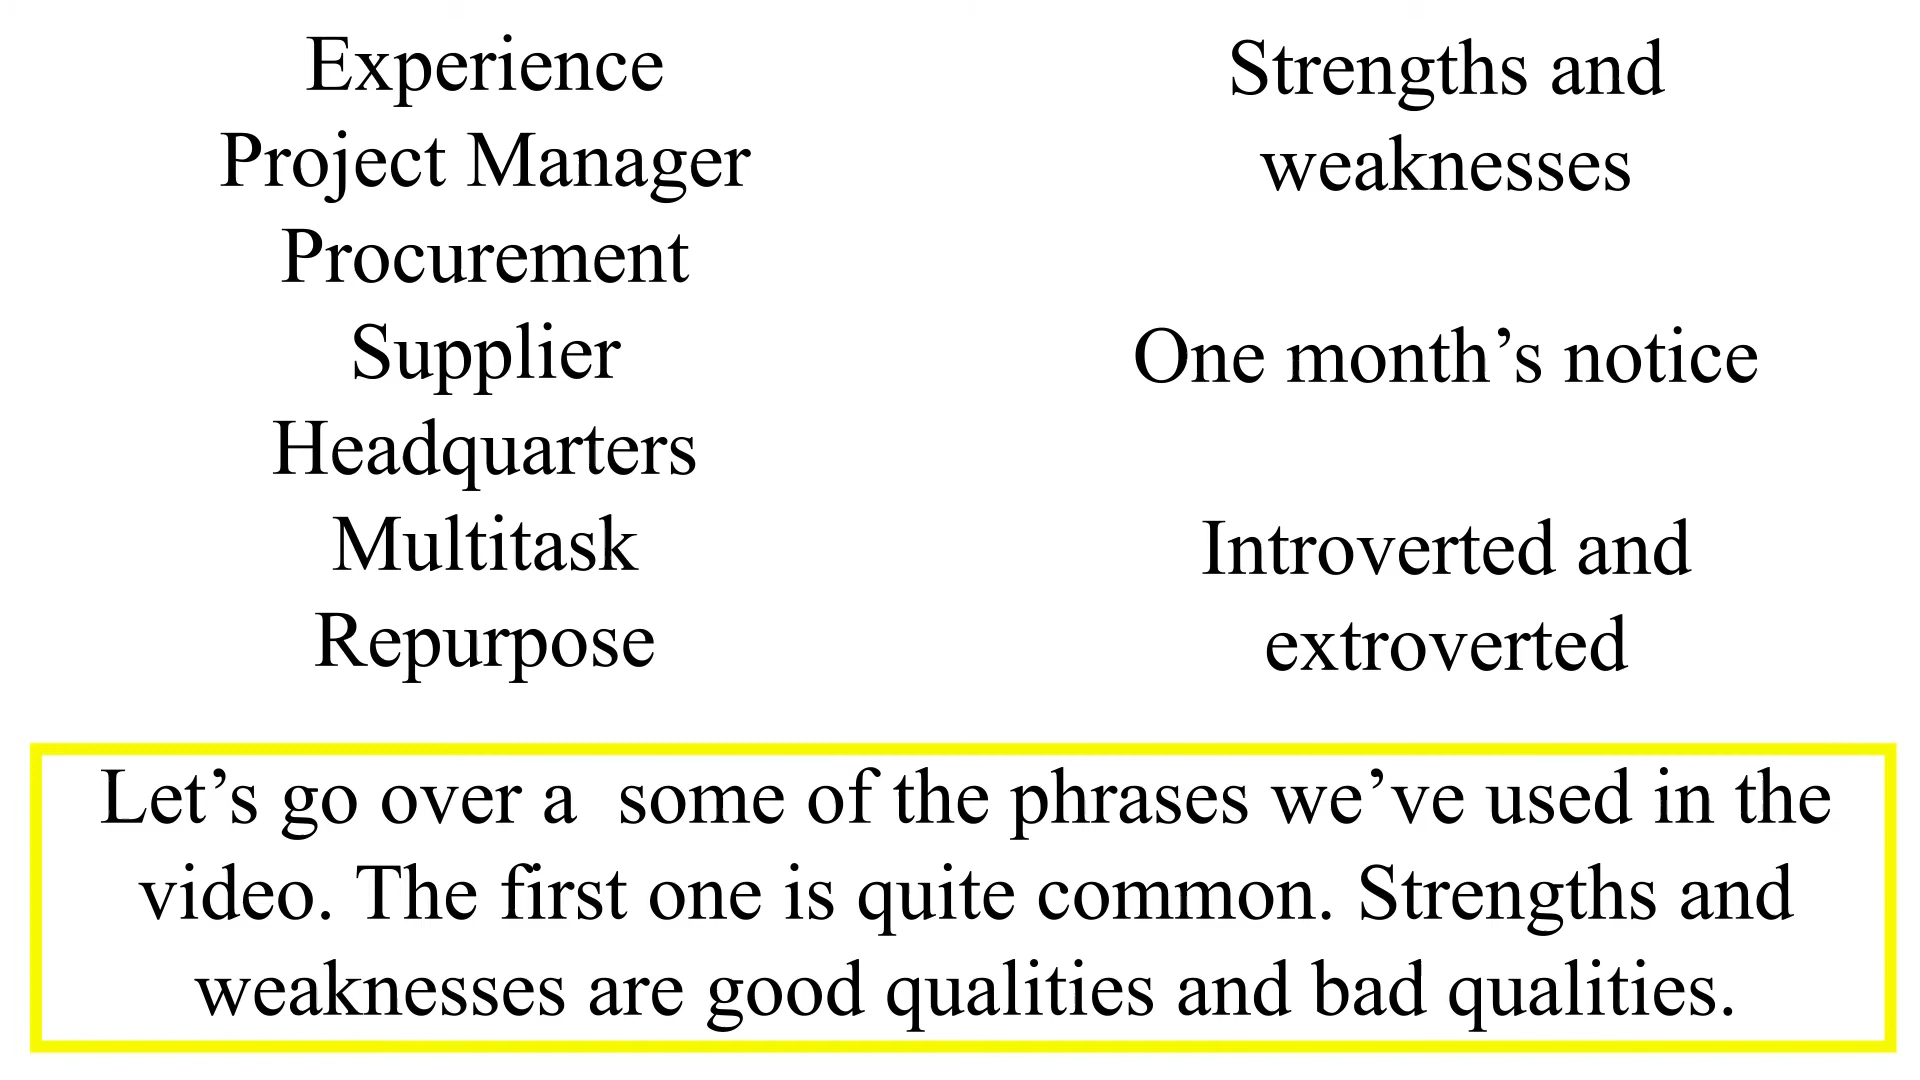 Experience
Project Manager
Procurement
Supplier
Headquarters
Multitask
Repurpose
Strengths and
weaknesses
One month’s notice
Introverted and
extroverted
Let’s go over a  some of the phrases we’ve used in the
video. The first one is quite common. Strengths and
weaknesses are good qualities and bad qualities.